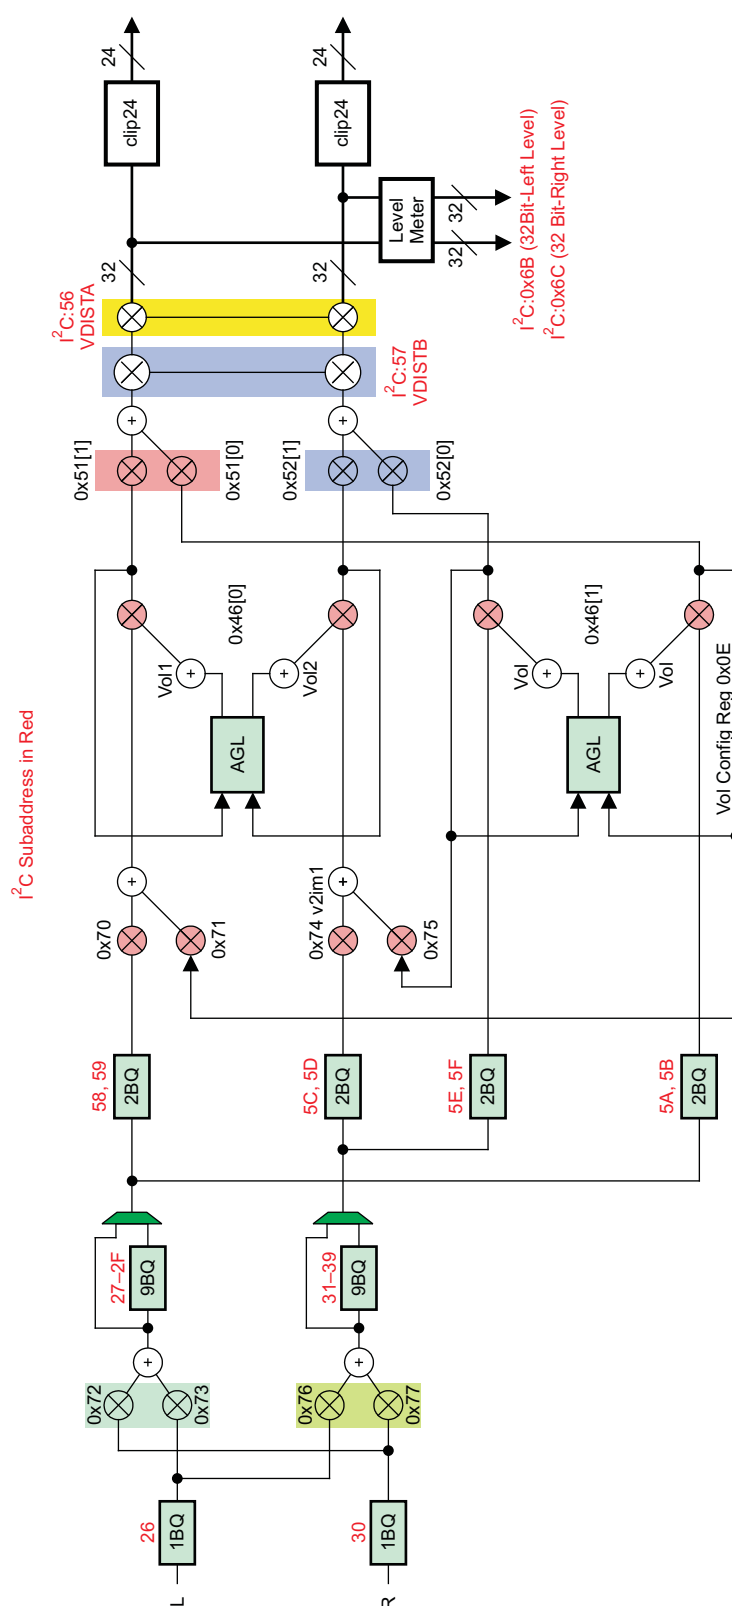 I²C Subaddress in Red
L
26
1BQ
R
30
1BQ
0x72
0x73
0x76
0x77
27–2F
9BQ
31–39
9BQ
58, 59
2BQ
5C, 5D
2BQ
5E, 5F
2BQ
5A, 5B
2BQ
0x70
0x71
0x74 v2im1
0x75
+
+
+
+
AGL
Vol1
+
Vol2
+
0x46[0]
AGL
Vol
+
Vol
+
0x46[1]
Vol Config Reg 0x0E
0x51[1]
0x51[0]
0x52[1]
0x52[0]
+
+
I²C:57
VDISTB
I²C:56
VDISTA
32
32
Level
Meter
32
32
I²C:0x6B (32Bit-Left Level)
I²C:0x6C (32 Bit-Right Level)
clip24
24
clip24
24